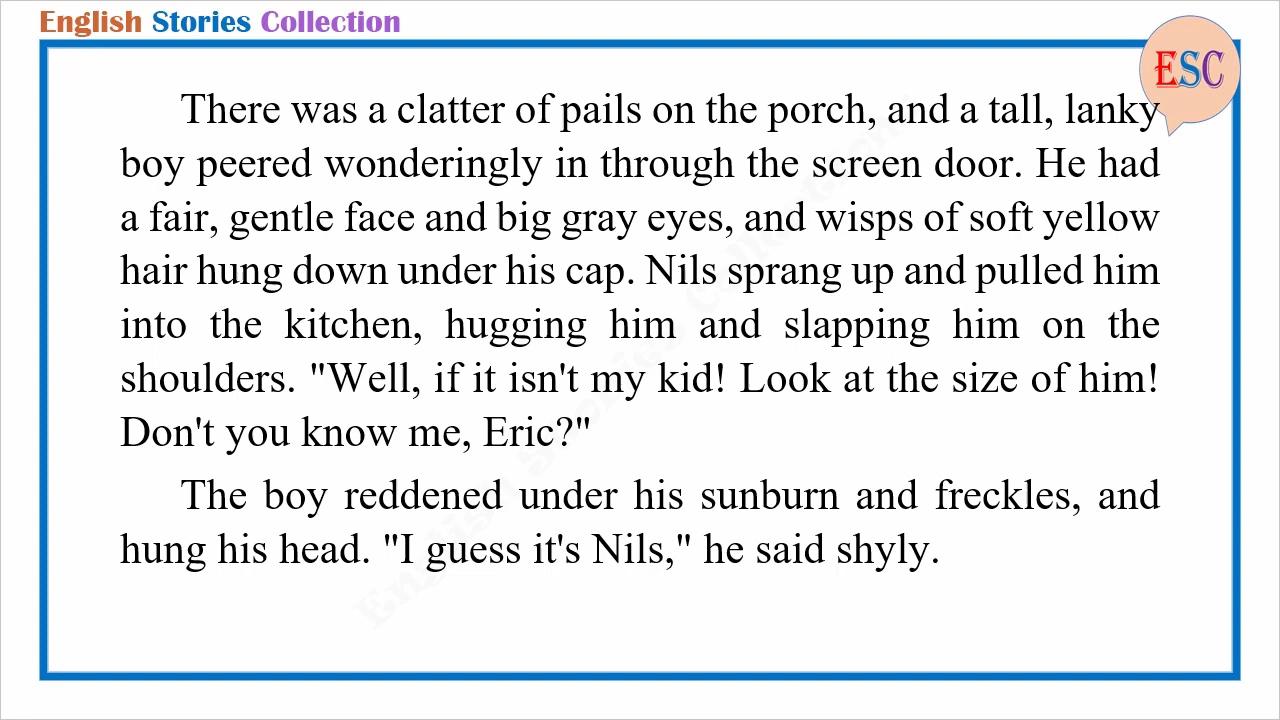 English Stories Collection
ESC
There was a clatter of pails on the porch, and a tall, lanky
boy peered wonderingly in through the screen door. He had
a fair, gentle face and big gray eyes, and wisps of soft yellow
hair hung down under his cap. Nils sprang up and pulled him
into the kitchen, hugging him and slapping him on the
shoulders. "Well, if it isn't my kid! Look at the size of him!
Don't you know me, Eric?"
The boy reddened under his sunburn and freckles, and
hung his head. "I guess it's Nils," he said shyly.
English Stories Collection